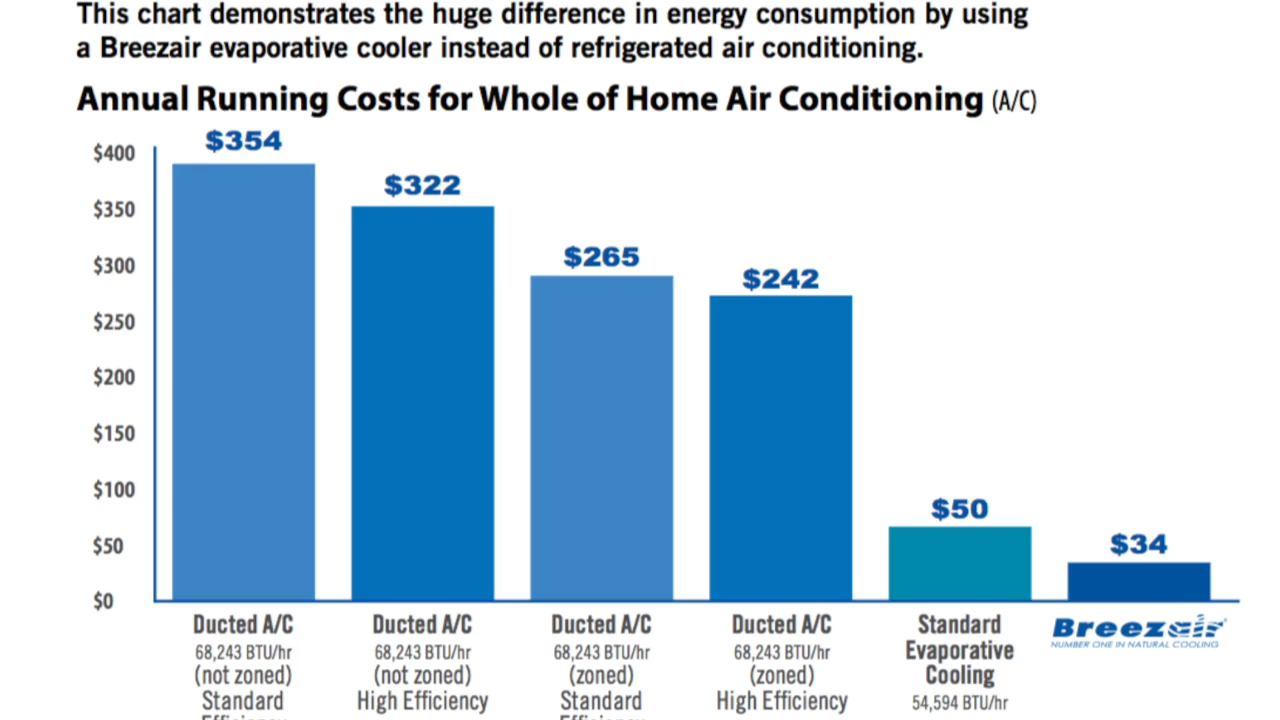 This chart demonstrates the huge difference in energy consumption by using
a Breezair evaporative cooler instead of refrigerated air conditioning.
Annual Running Costs for Whole of Home Air Conditioning (A/C)
$400
$350
$300
$250
$200
$150
$100
$50
$0
$354
$322
$265
$242
$50
$34
Ducted A/C
68,243 BTU/hr
(not zoned)
Standard
Efficiency
Ducted A/C
68,243 BTU/hr
(not zoned)
High Efficiency
Ducted A/C
68,243 BTU/hr
(zoned)
Standard
Efficiency
Ducted A/C
68,243 BTU/hr
(zoned)
High Efficiency
Standard
Evaporative
Cooling
54,594 BTU/hr
Breezair
NUMBER ONE IN NATURAL COOLING